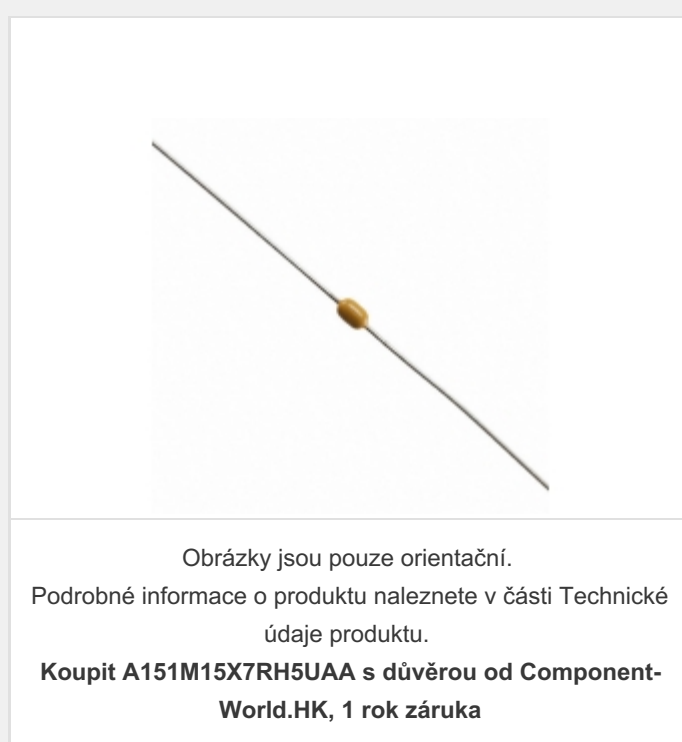 Obrázky jsou pouze orientační.
Podrobné informace o produktu naleznete v části Technické
údaje produktu.
Koupit A151M15X7RH5UAA s důvěrou od Component-
World.HK, 1 rok záruka